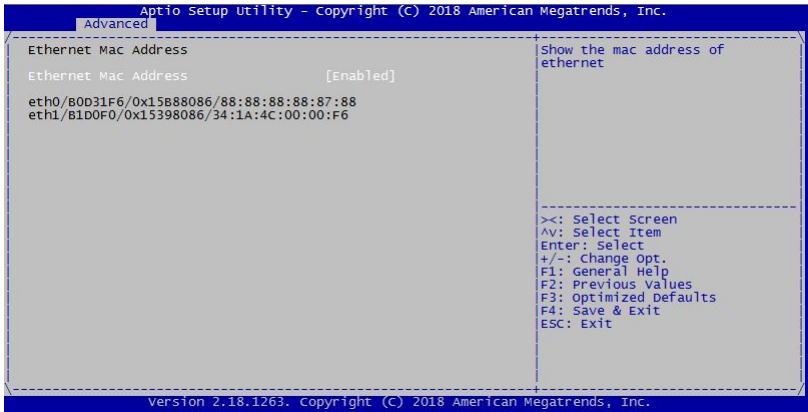 Aptio Setup Utility - Copyright (C) 2018 American Megatrends, Inc.
Advanced
Ethernet Mac Address
Ethernet Mac Address [Enabled]
eth0/B0D31F6/0x15B88086/88:88:88:88:87:88
eth1/B1D0F0/0x15398086/34:1A:4C:00:00:F6
Show the mac address of
ethernet
><: Select Screen
^v: Select Item
Enter: Select
+/-: Change Opt.
F1: General Help
F2: Previous Values
F3: Optimized Defaults
F4: Save & Exit
ESC: Exit
Version 2.18.1263. Copyright (C) 2018 American Megatrends, Inc.